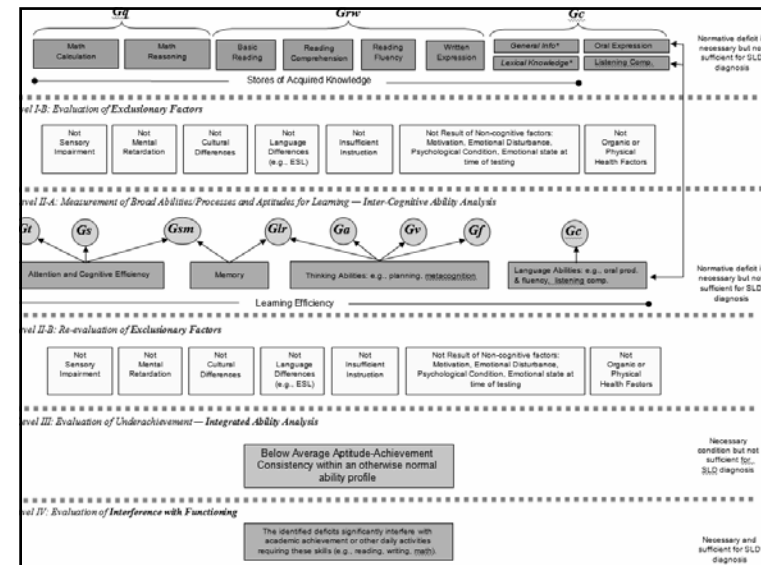 Gq Grw Gc
Math Calculation
Math Reasoning
Basic Reading
Reading Comprehension
Reading Fluency
Written Expression
General Info*
Oral Expression
Lexical Knowledge*
Listening Comp.
Normative deficit i
necessary but no
sufficient for SLD
diagnosis
Stores of Acquired Knowledge
vel I-B: Evaluation of Exclusionary Factors
Not
Sensory
Impairment
Not
Mental
Retardation
Not
Cultural
Differences
Not
Language
Differences
(e.g., ESL)
Not
Insufficient
Instruction
Not Result of Non-cognitive factors:
Motivation, Emotional Disturbance,
Psychological Condition, Emotional state at
time of testing
Not
Organic or
Physical
Health Factors
vel II-A: Measurement of Broad Abilities/Processes and Aptitudes for Learning — Inter-Cognitive Ability Analysis
Gt Gs Gsm Glr Ga Gv Gf Gc
Attention and Cognitive Efficiency
Memory
Thinking Abilities: e.g., planning, metacognition
Language Abilities: e.g., oral prod.
& fluency, listening comp.
Normative deficit i
necessary but not
sufficient for SLD
diagnosis
Learning Efficiency
vel II-B: Re-evaluation of Exclusionary Factors
Not
Sensory
Impairment
Not
Mental
Retardation
Not
Cultural
Differences
Not
Language
Differences
(e.g., ESL)
Not
Insufficient
Instruction
Not Result of Non-cognitive factors:
Motivation, Emotional Disturbance,
Psychological Condition, Emotional state at
time of testing
Not
Organic or
Physical
Health Factors
vel III: Evaluation of Underachievement — Integrated Ability Analysis
Below Average Aptitude-Achievement
Consistency within an otherwise normal
ability profile
Necessary
condition but not
sufficient for
SLD diagnosis
vel IV: Evaluation of Interference with Functioning
The identified deficits significantly interfere with
academic achievement or other daily activities
requiring these skills (e.g., reading, writing, math).
Necessary and
sufficient for SLD
diagnosis